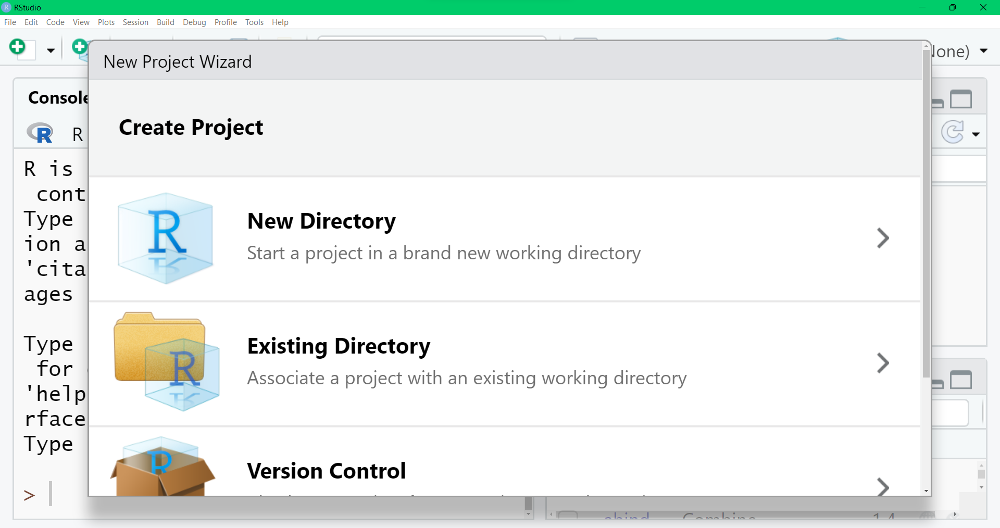 RStudio
File Edit Code View Plots Session Build Debug Profile Tools Help
New Project Wizard
Console
R
Create Project
R is
cont
Type
ion a
'cita
ages
Type
for
'help
rface
Type
>
New Directory
Start a project in a brand new working directory
Existing Directory
Associate a project with an existing working directory
Version Control